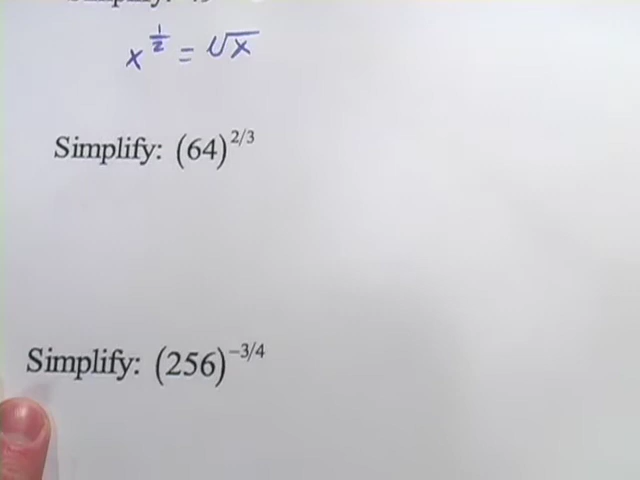 x^{1/2} = √x
Simplify: (64)^{2/3}
Simplify: (256)^{-3/4}